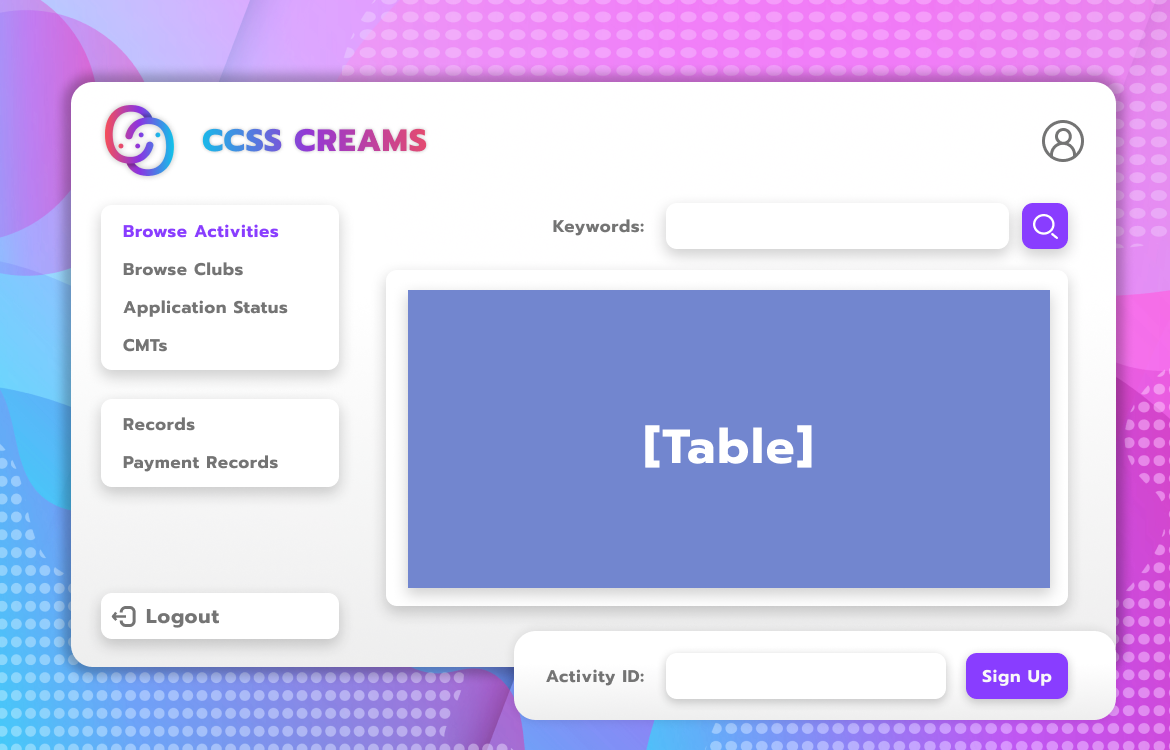 CCSS CREAMS
Browse Activities
Browse Clubs
Application Status
CMTs
Records
Payment Records
Logout
Keywords:
[Table]
Activity ID:
Sign Up